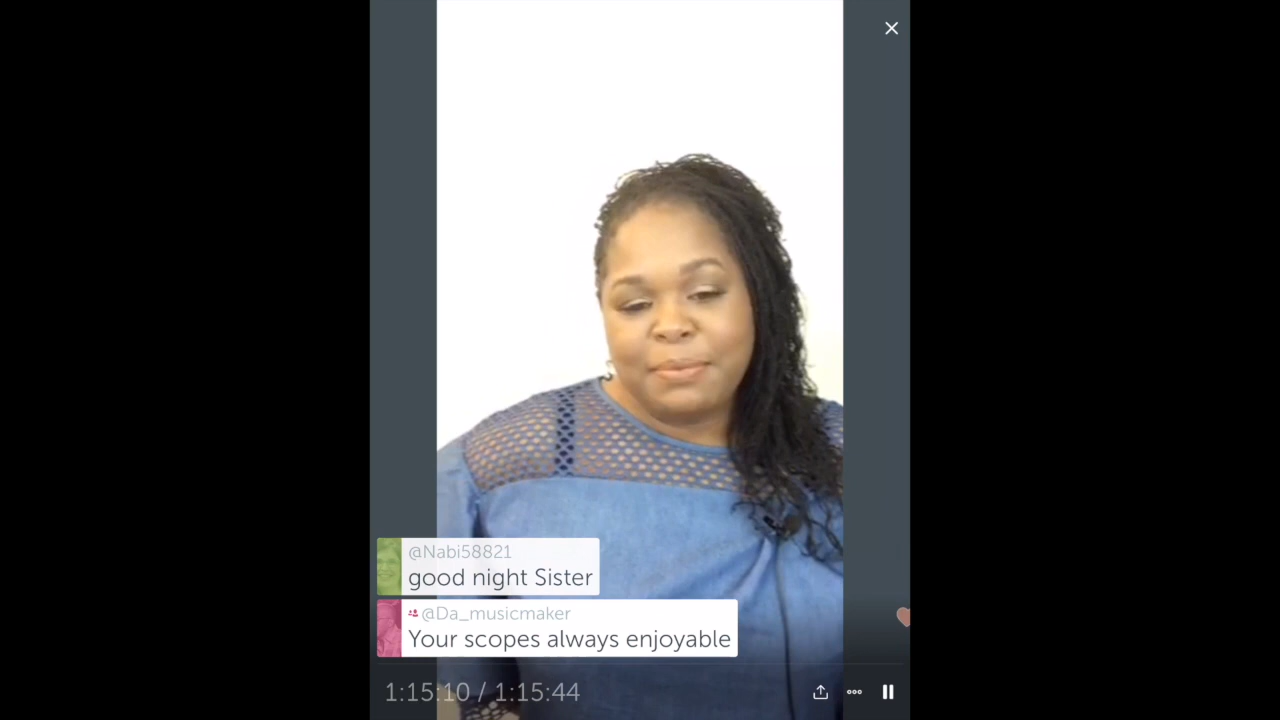 @Nabi58821
good night Sister
@Da_musicmaker
Your scopes always enjoyable
1:15:10 / 1:15:44